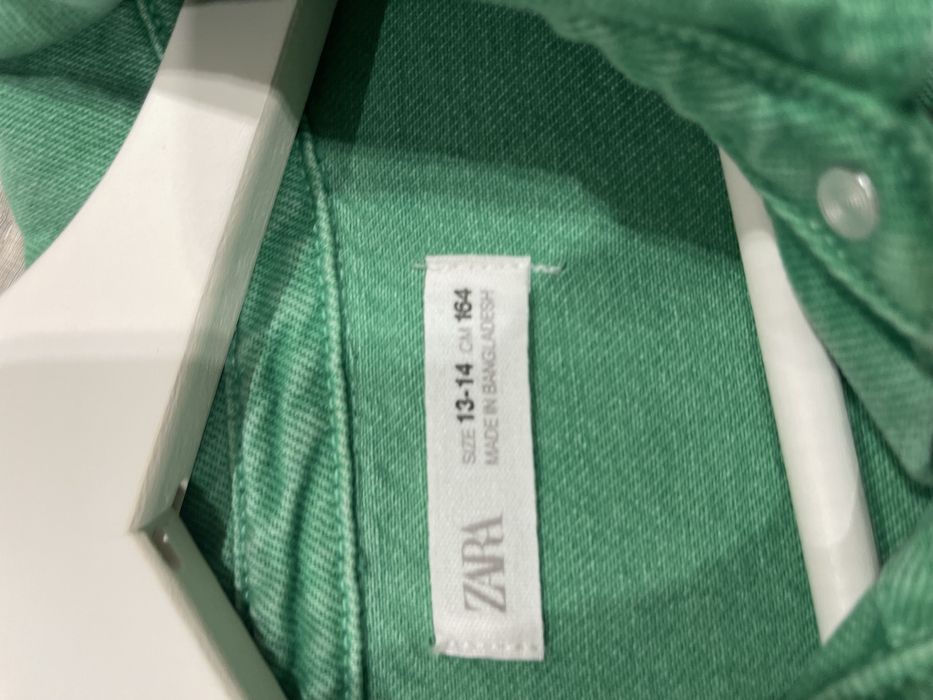 ZARA
SIZE 13-14 CM 164
MADE IN BANGLADESH